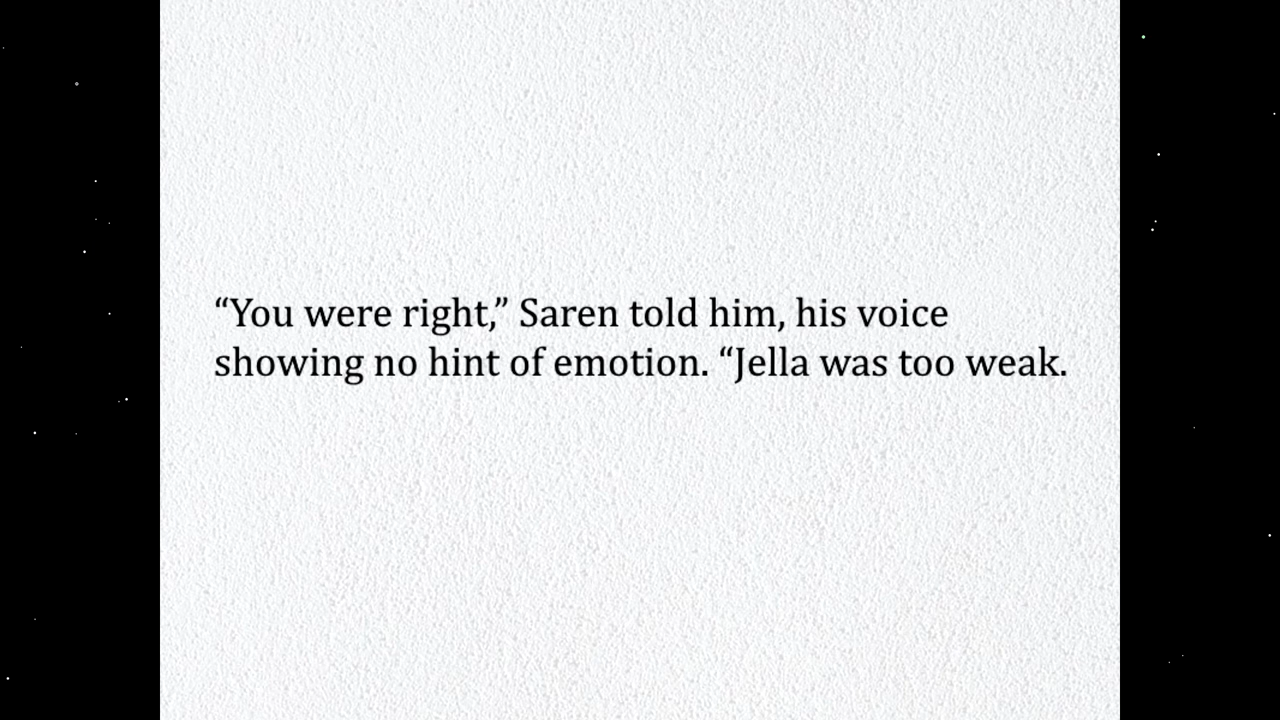 “You were right,” Saren told him, his voice
showing no hint of emotion. “Jella was too weak.